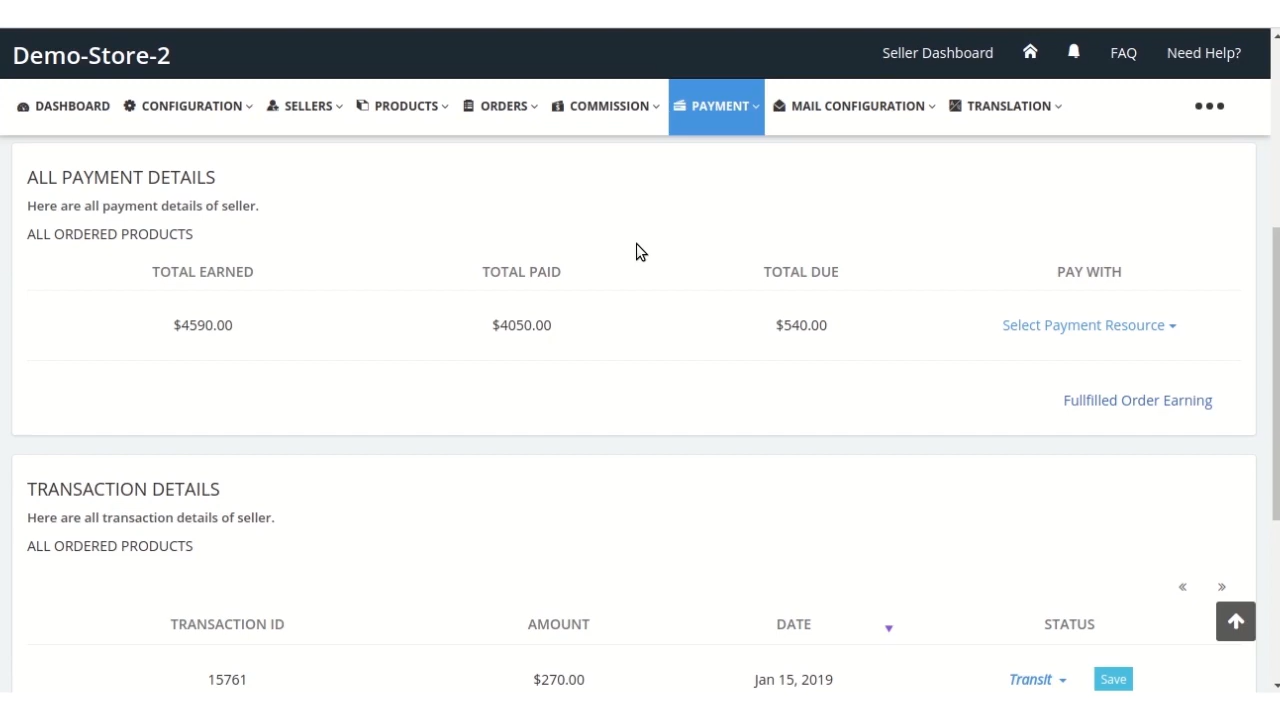 Demo-Store-2
Seller Dashboard FAQ Need Help?
DASHBOARD CONFIGURATION SELLERS PRODUCTS ORDERS COMMISSION PAYMENT MAIL CONFIGURATION TRANSLATION
ALL PAYMENT DETAILS
Here are all payment details of seller.
ALL ORDERED PRODUCTS
TOTAL EARNED TOTAL PAID TOTAL DUE PAY WITH
$4590.00 $4050.00 $540.00 Select Payment Resource
Fullfilled Order Earning
TRANSACTION DETAILS
Here are all transaction details of seller.
ALL ORDERED PRODUCTS
« »
TRANSACTION ID AMOUNT DATE STATUS
15761 $270.00 Jan 15, 2019 Transit Save